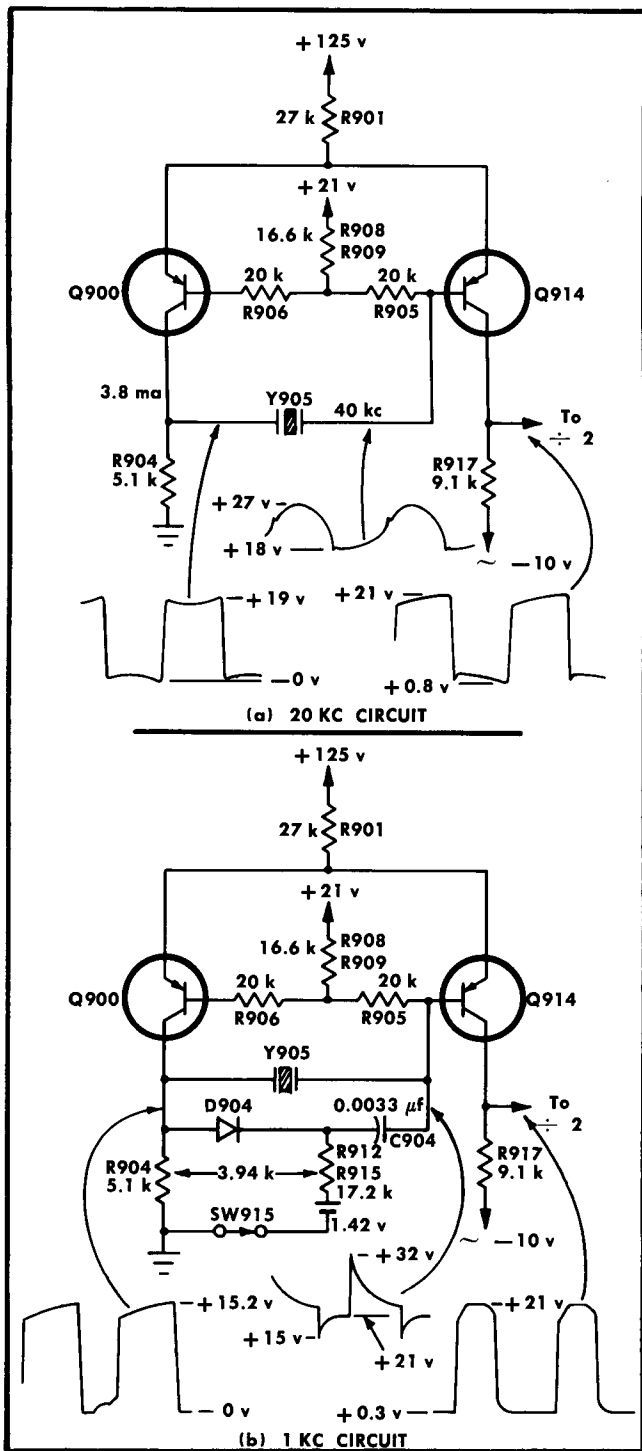 +125 v
27 k R901
+21 v
16.6 k R908
R909
20 k 20 k
Q900 R906 R905 Q914
3.8 ma
Y905
40 kc
To
÷ 2
R904
5.1 k
R917
9.1 k
+27 v
+18 v
~ -10 v
+19 v
+21 v
-0 v
+0.8 v
(a) 20 KC CIRCUIT
+125 v
27 k R901
+21 v
16.6 k R908
R909
20 k 20 k
Q900 R906 R905 Q914
Y905
D904 0.0033 µf
C904
To
÷ 2
R904
5.1 k
3.94 k
R912
R915
17.2 k
R917
9.1 k
SW915
1.42 v
~ -10 v
+32 v
+15.2 v
+15 v
+21 v
+21 v
-0 v
+0.3 v
(b) 1 KC CIRCUIT